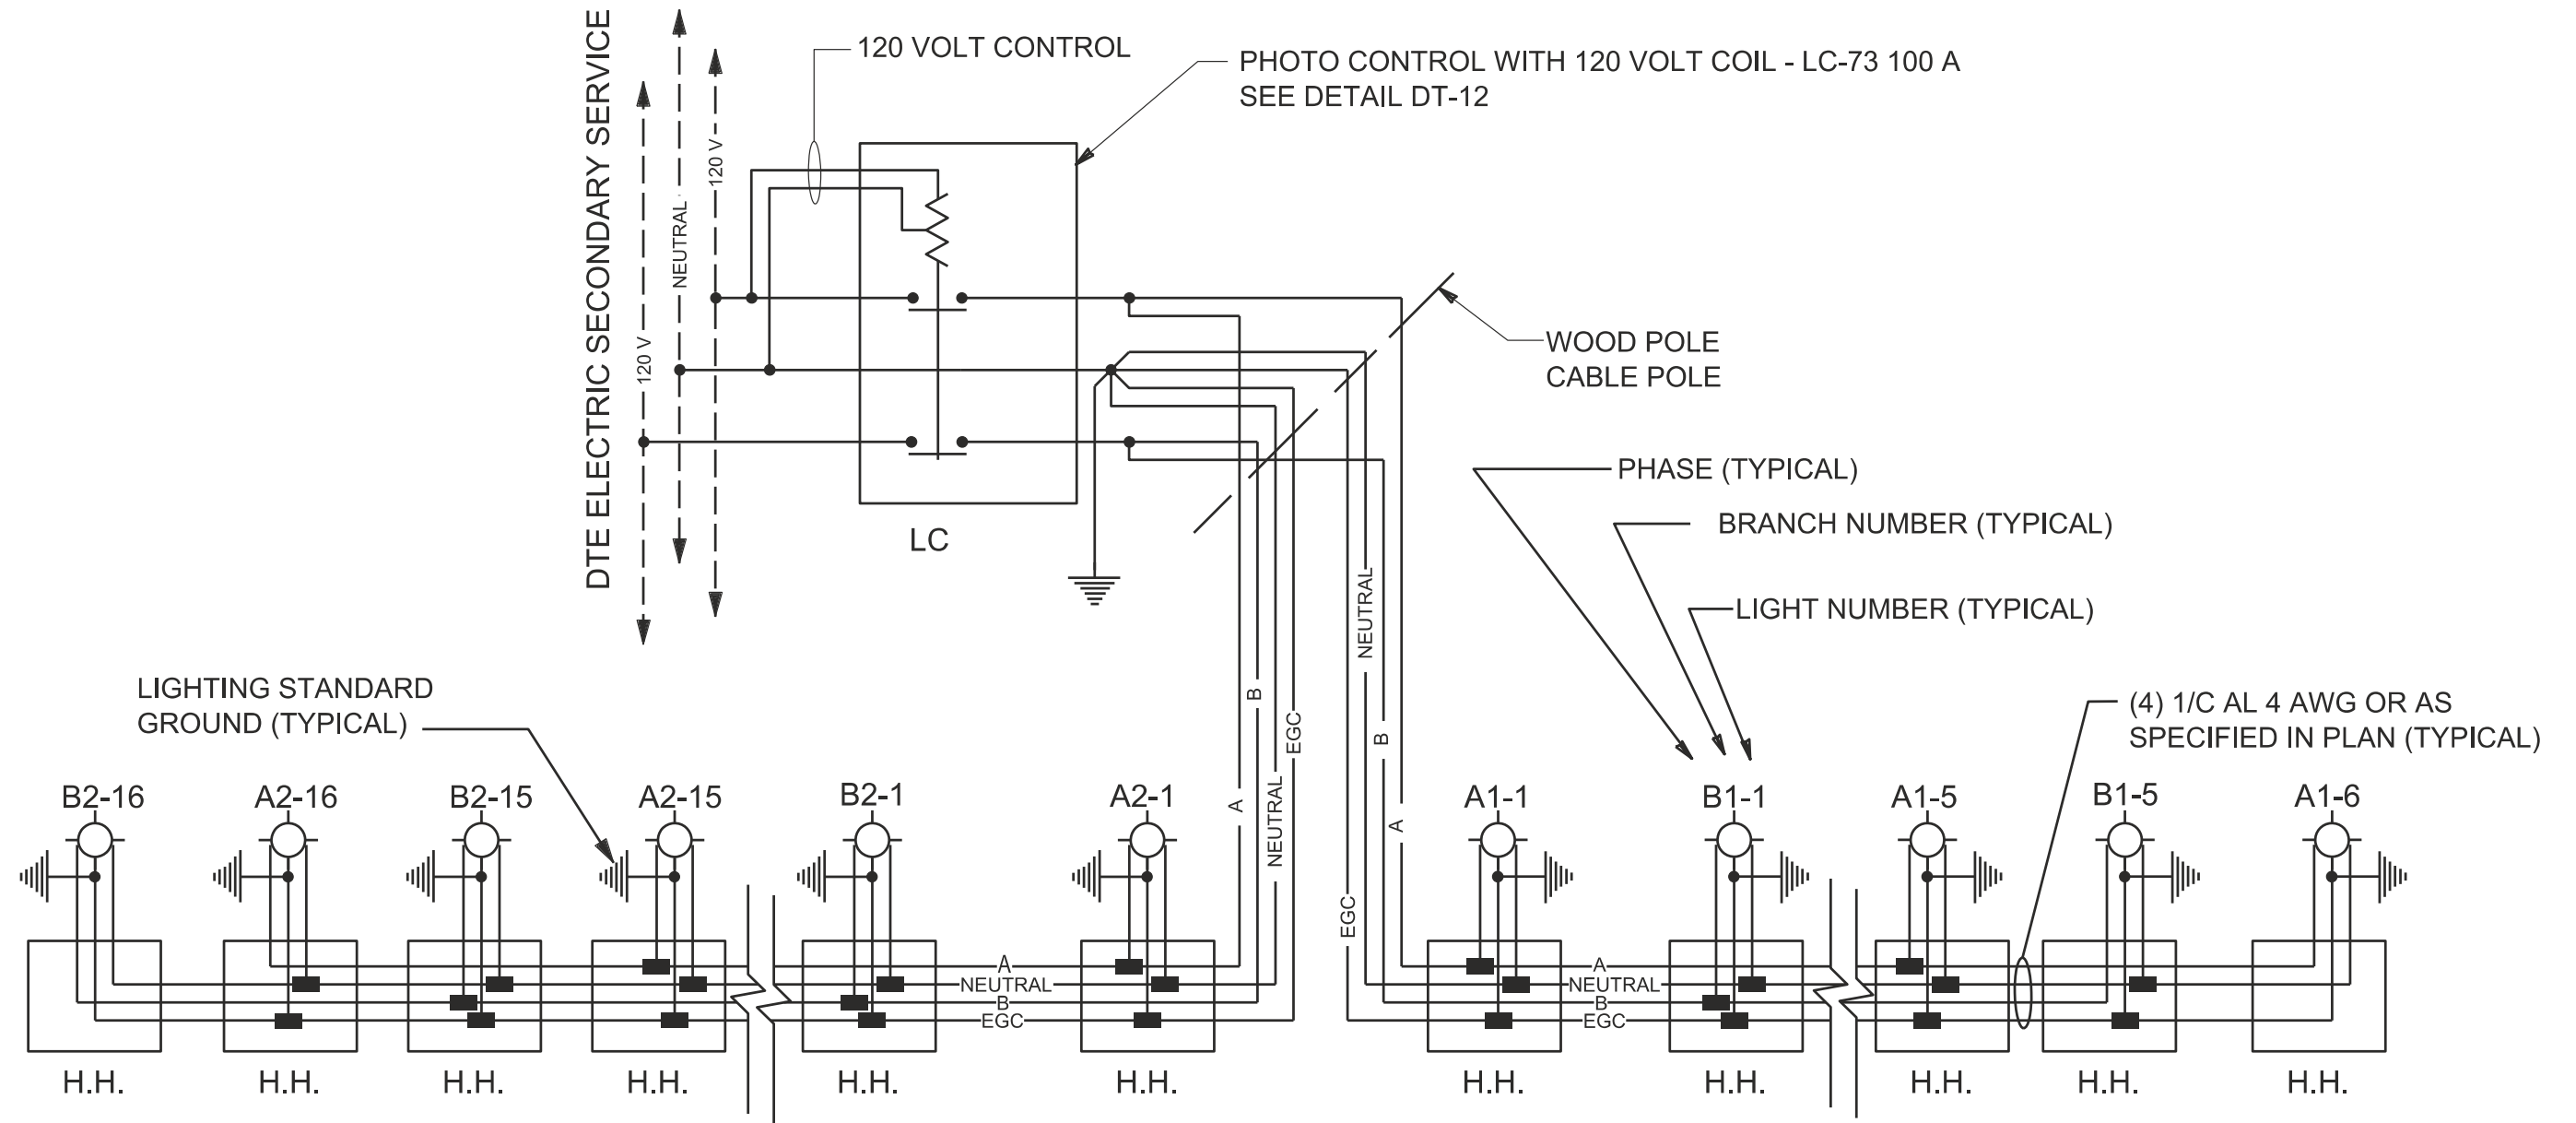 DTE ELECTRIC SECONDARY SERVICE
120 V
NEUTRAL
120 V
120 VOLT CONTROL
PHOTO CONTROL WITH 120 VOLT COIL - LC-73 100 A
SEE DETAIL DT-12
LC
WOOD POLE
CABLE POLE
PHASE (TYPICAL)
BRANCH NUMBER (TYPICAL)
LIGHT NUMBER (TYPICAL)
LIGHTING STANDARD
GROUND (TYPICAL)
(4) 1/C AL 4 AWG OR AS
SPECIFIED IN PLAN (TYPICAL)
A
B
NEUTRAL
EGC
EGC
NEUTRAL
B
A
B2-16
A2-16
B2-15
A2-15
B2-1
A2-1
A1-1
B1-1
A1-5
B1-5
A1-6
A
NEUTRAL
B
EGC
A
NEUTRAL
B
EGC
H.H.
H.H.
H.H.
H.H.
H.H.
H.H.
H.H.
H.H.
H.H.
H.H.
H.H.